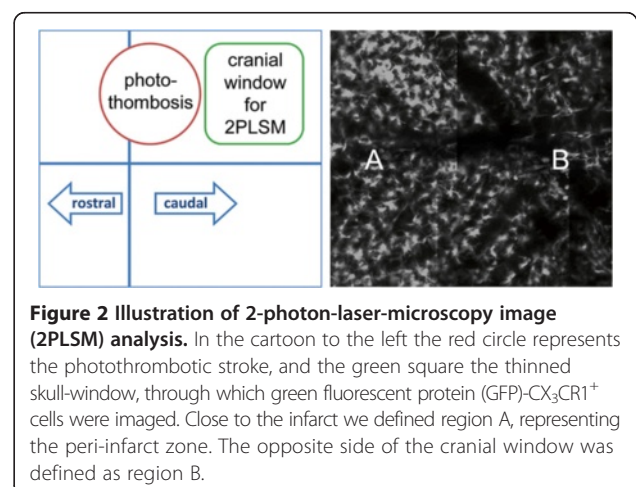 photo-
thombosis
cranial
window
for
2PLSM
rostral
caudal
A
B
Figure 2 Illustration of 2-photon-laser-microscopy image
(2PLSM) analysis. In the cartoon to the left the red circle represents
the photothrombotic stroke, and the green square the thinned
skull-window, through which green fluorescent protein (GFP)-CX₃CR1⁺
cells were imaged. Close to the infarct we defined region A, representing
the peri-infarct zone. The opposite side of the cranial window was
defined as region B.